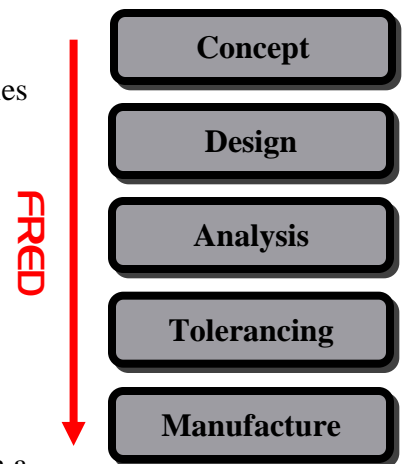 Concept
es
Design
FRED
Analysis
Tolerancing
Manufacture